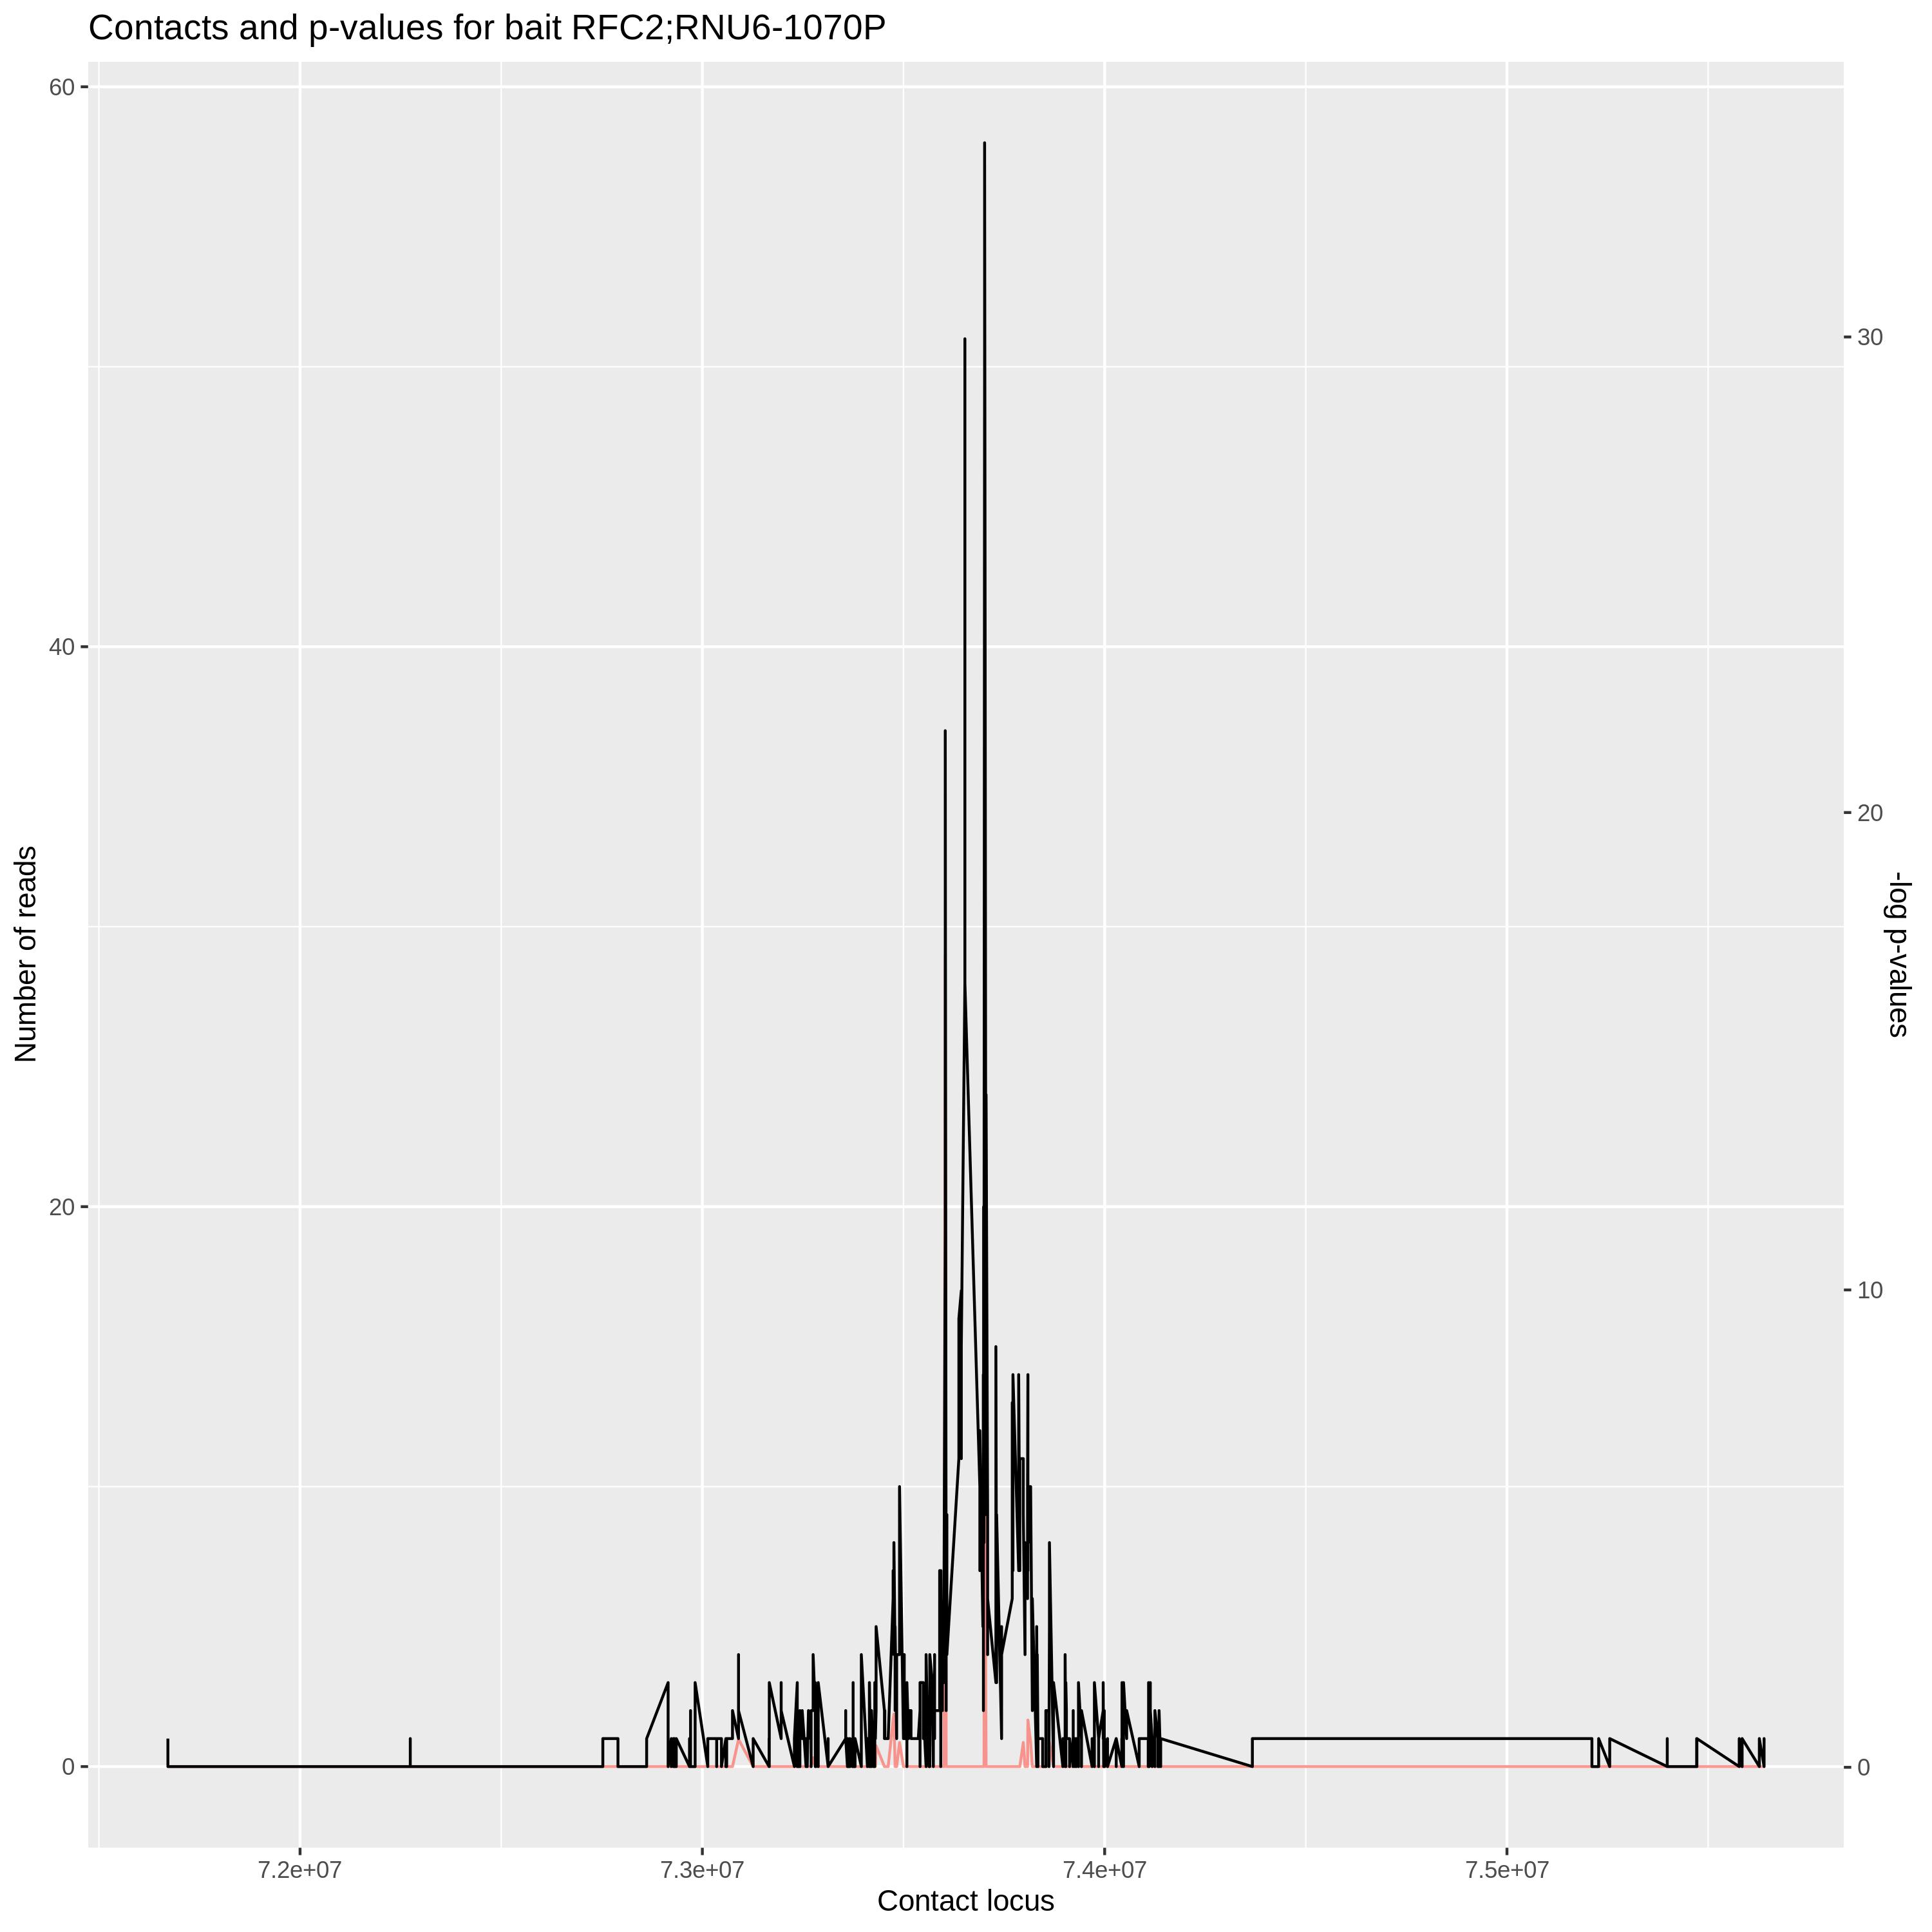 Contacts and p-values for bait RFC2;RNU6-1070P
60
40
20
0
Number of reads
30
20
10
0
-log p-values
7.2e+07
7.3e+07
7.4e+07
7.5e+07
Contact locus